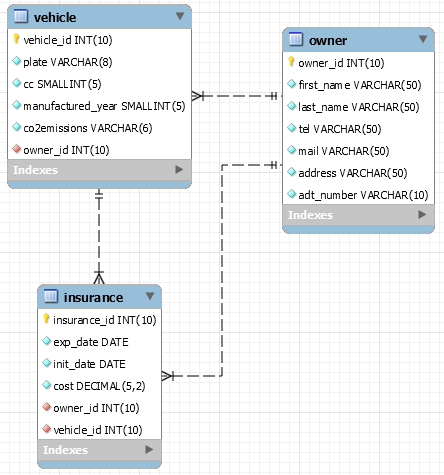 vehicle
vehicle_id INT(10)
plate VARCHAR(8)
cc SMALLINT(5)
manufactured_year SMALLINT(5)
co2emissions VARCHAR(6)
owner_id INT(10)
Indexes
owner
owner_id INT(10)
first_name VARCHAR(50)
last_name VARCHAR(50)
tel VARCHAR(50)
mail VARCHAR(50)
address VARCHAR(50)
adt_number VARCHAR(10)
Indexes
insurance
insurance_id INT(10)
exp_date DATE
init_date DATE
cost DECIMAL(5,2)
owner_id INT(10)
vehicle_id INT(10)
Indexes